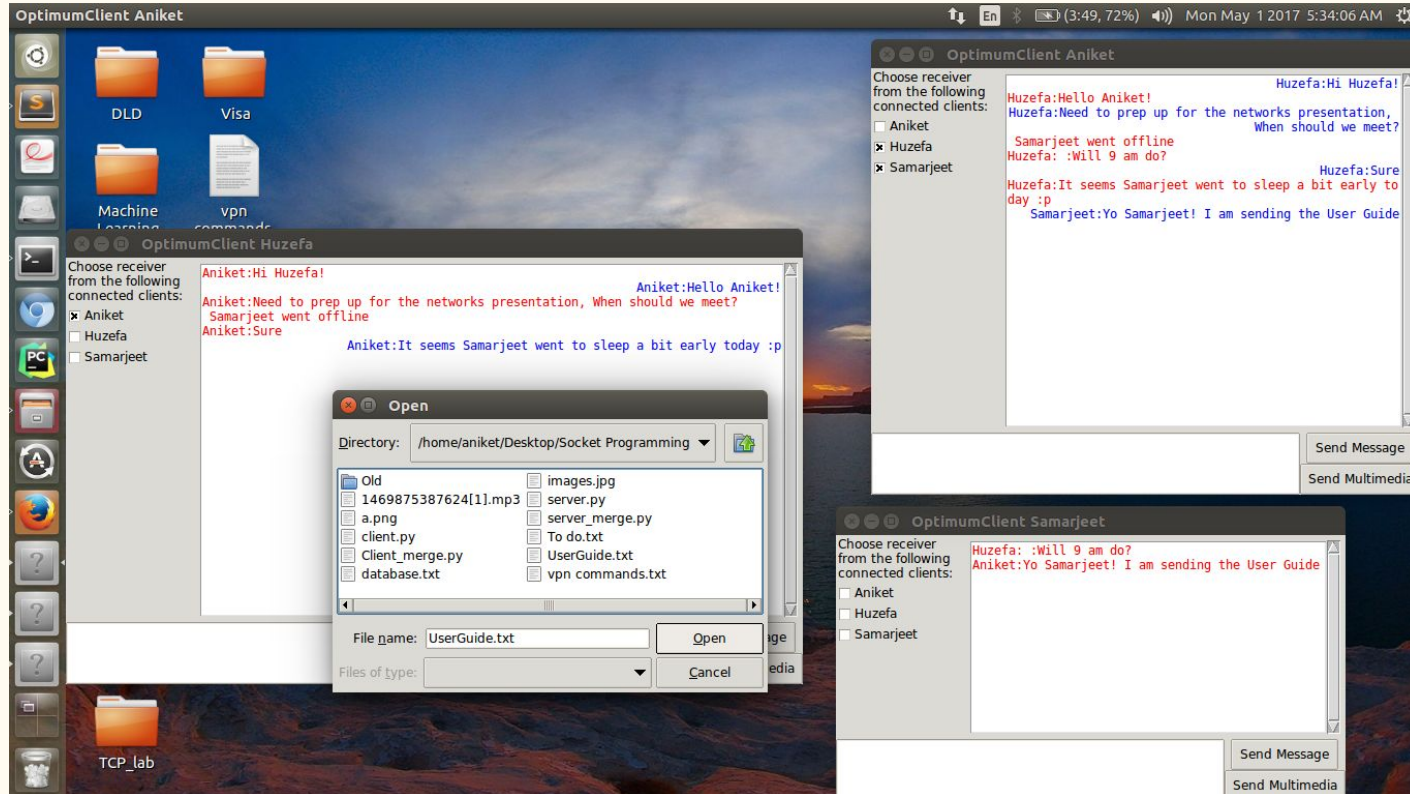 OptimumClient Aniket
En
(3:49, 72%)
Mon May 1 2017 5:34:06 AM
DLD
Visa
Machine
Learning
vpn
commands
TCP_lab
OptimumClient Huzefa
Choose receiver
from the following
connected clients:
Aniket
Huzefa
Samarjeet
Aniket:Hi Huzefa!
Aniket:Hello Aniket!
Aniket:Need to prep up for the networks presentation, When should we meet?
Samarjeet went offline
Aniket:Sure
Aniket:It seems Samarjeet went to sleep a bit early today :p
age
edia
Open
Directory:
/home/aniket/Desktop/Socket Programming
Old
1469875387624[1].mp3
a.png
client.py
Client_merge.py
database.txt
images.jpg
server.py
server_merge.py
To do.txt
UserGuide.txt
vpn commands.txt
File name:
UserGuide.txt
Open
Files of type:
Cancel
OptimumClient Aniket
Choose receiver
from the following
connected clients:
Aniket
Huzefa
Samarjeet
Huzefa:Hi Huzefa!
Huzefa:Hello Aniket!
Huzefa:Need to prep up for the networks presentation,
When should we meet?
Samarjeet went offline
Huzefa: :Will 9 am do?
Huzefa:Sure
Huzefa:It seems Samarjeet went to sleep a bit early to
day :p
Samarjeet:Yo Samarjeet! I am sending the User Guide
Send Message
Send Multimedia
OptimumClient Samarjeet
Choose receiver
from the following
connected clients:
Aniket
Huzefa
Samarjeet
Huzefa: :Will 9 am do?
Aniket:Yo Samarjeet! I am sending the User Guide
Send Message
Send Multimedia